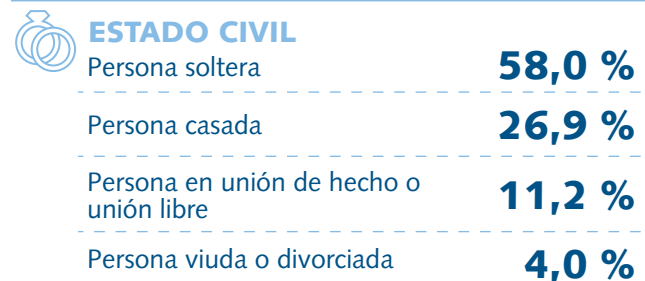 ESTADO CIVIL
Persona soltera 58,0 %
Persona casada 26,9 %
Persona en unión de hecho o
unión libre 11,2 %
Persona viuda o divorciada 4,0 %